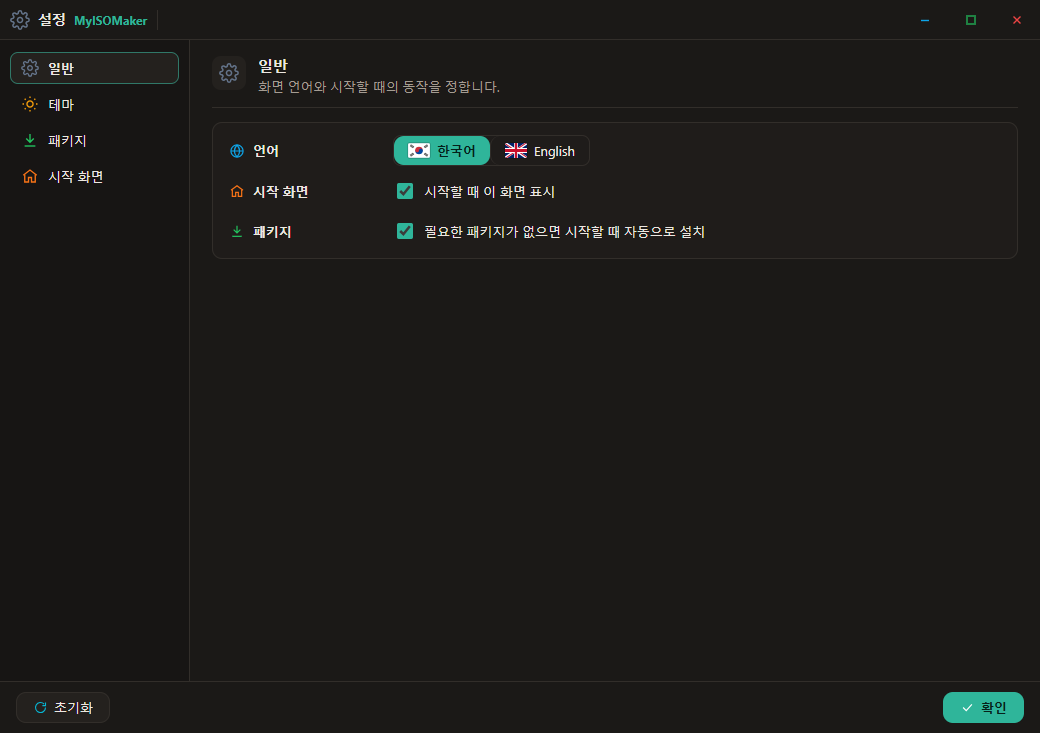 설정 MyISOMaker
일반
테마
패키지
시작 화면
일반
화면 언어와 시작할 때의 동작을 정합니다.
언어 한국어 English
시작 화면 시작할 때 이 화면 표시
패키지 필요한 패키지가 없으면 시작할 때 자동으로 설치
초기화 확인